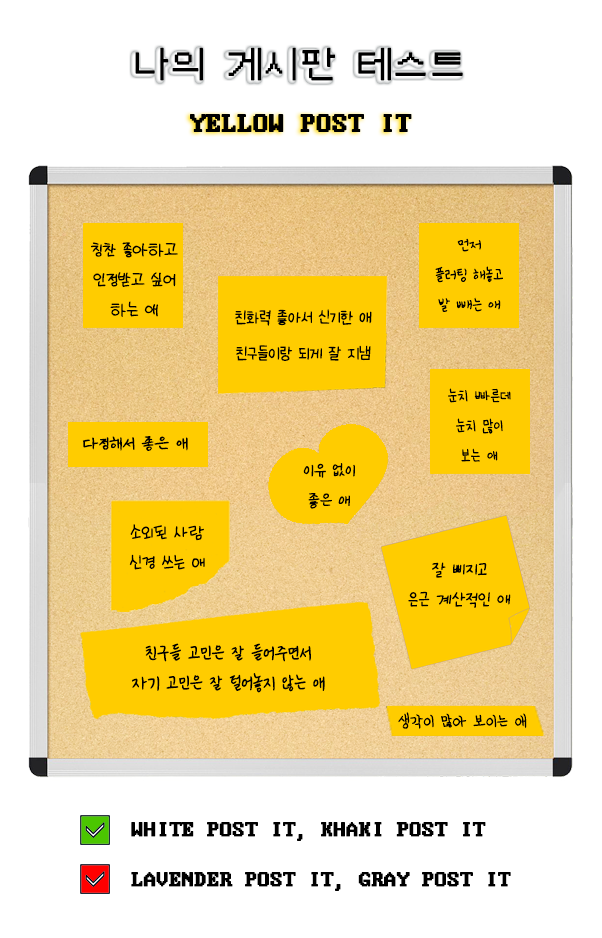 나의 게시판 테스트
YELLOW POST IT
칭찬 좋아하고
인정받고 싶어
하는 애
먼저
플러팅 해놓고
발 빼는 애
친화력 좋아서 신기한 애
친구들이랑 되게 잘 지냄
눈치 빠른데
눈치 많이
보는 애
다정해서 좋은 애
이유 없이
좋은 애
소외된 사람
신경 쓰는 애
잘 삐지고
은근 계산적인 애
친구들 고민은 잘 들어주면서
자기 고민은 잘 털어놓지 않는 애
생각이 많아 보이는 애
WHITE POST IT, KHAKI POST IT
LAVENDER POST IT, GRAY POST IT